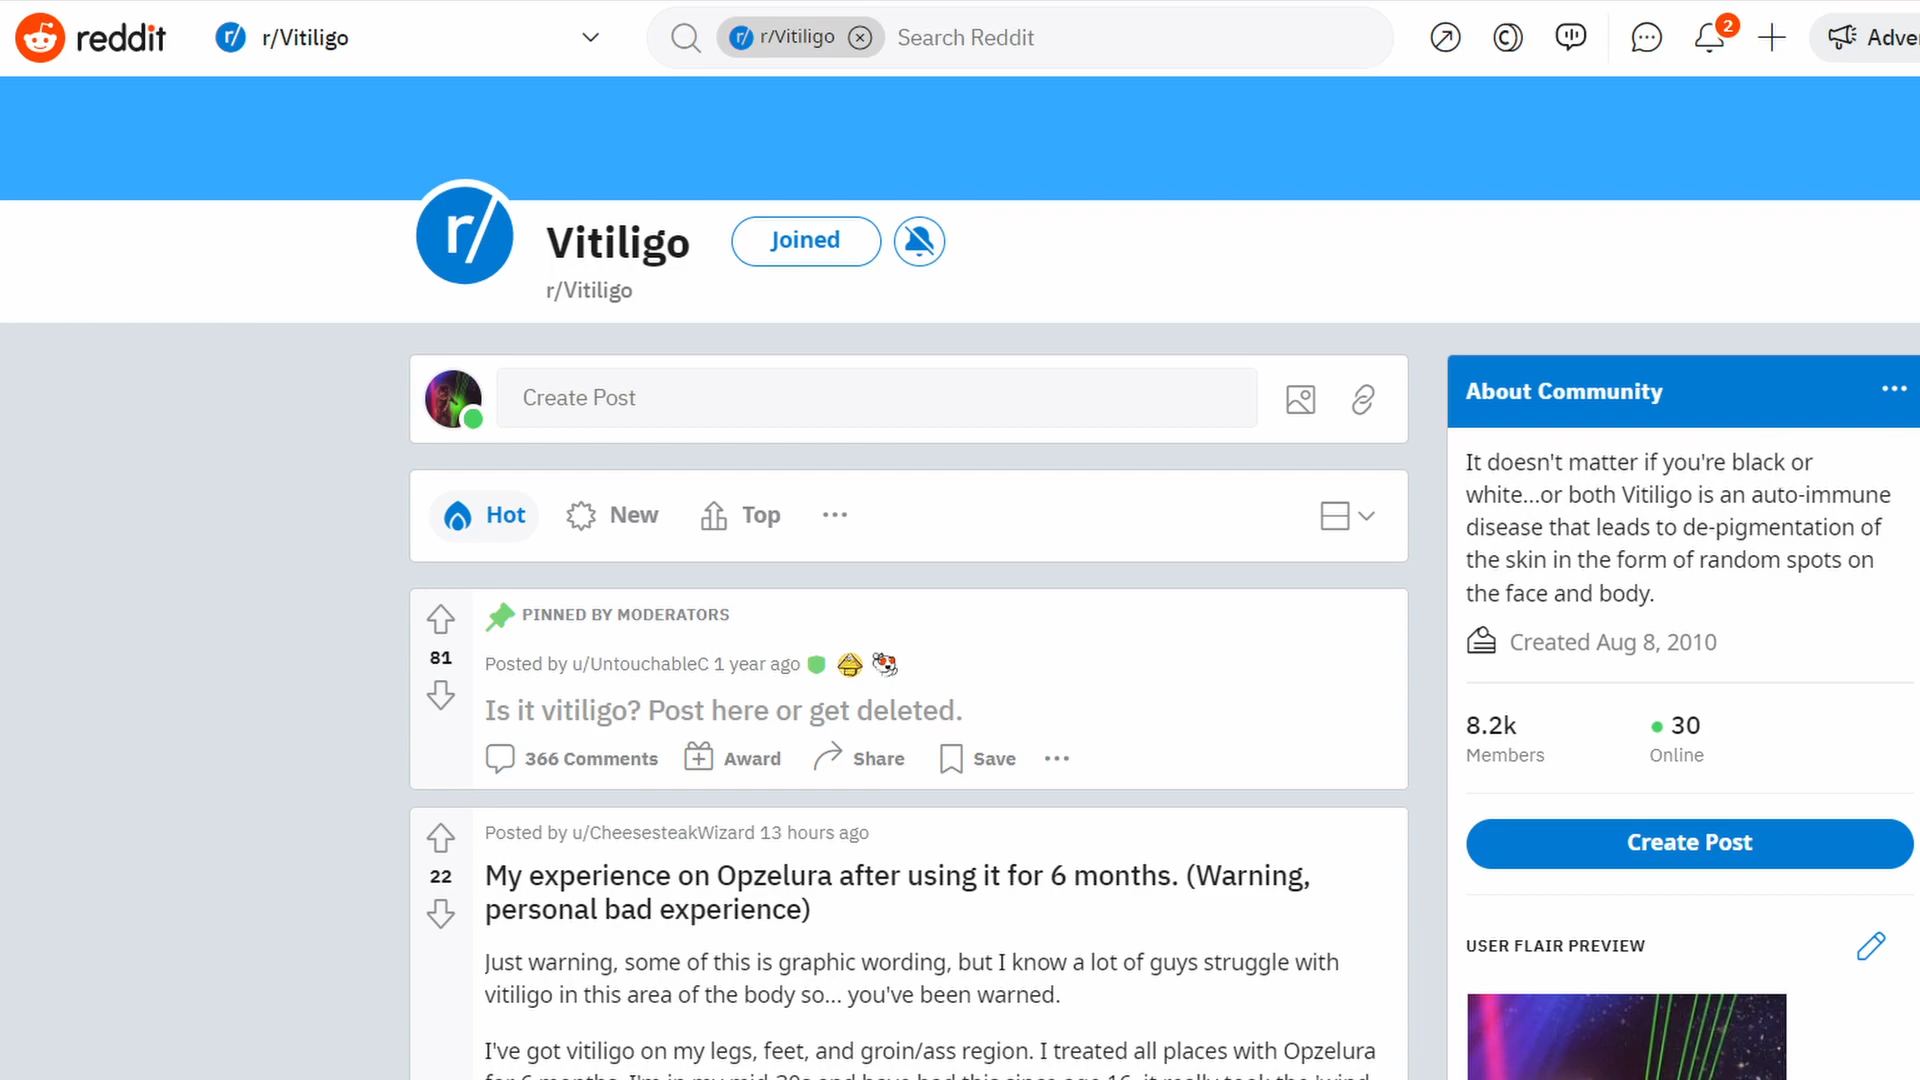 reddit
r/ r/Vitiligo
r/ r/Vitiligo
Search Reddit
2
r/
Vitiligo
Joined
r/Vitiligo
Create Post
Hot
New
Top
PINNED BY MODERATORS
81
Posted by u/UntouchableC 1 year ago
Is it vitiligo? Post here or get deleted.
366 Comments
Award
Share
Save
22
Posted by u/CheesesteakWizard 13 hours ago
My experience on Opzelura after using it for 6 months. (Warning,
personal bad experience)
Just warning, some of this is graphic wording, but I know a lot of guys struggle with
vitiligo in this area of the body so... you've been warned.
I've got vitiligo on my legs, feet, and groin/ass region. I treated all places with Opzelura
About Community
It doesn't matter if you're black or
white...or both Vitiligo is an auto-immune
disease that leads to de-pigmentation of
the skin in the form of random spots on
the face and body.
Created Aug 8, 2010
8.2k
Members
30
Online
Create Post
USER FLAIR PREVIEW